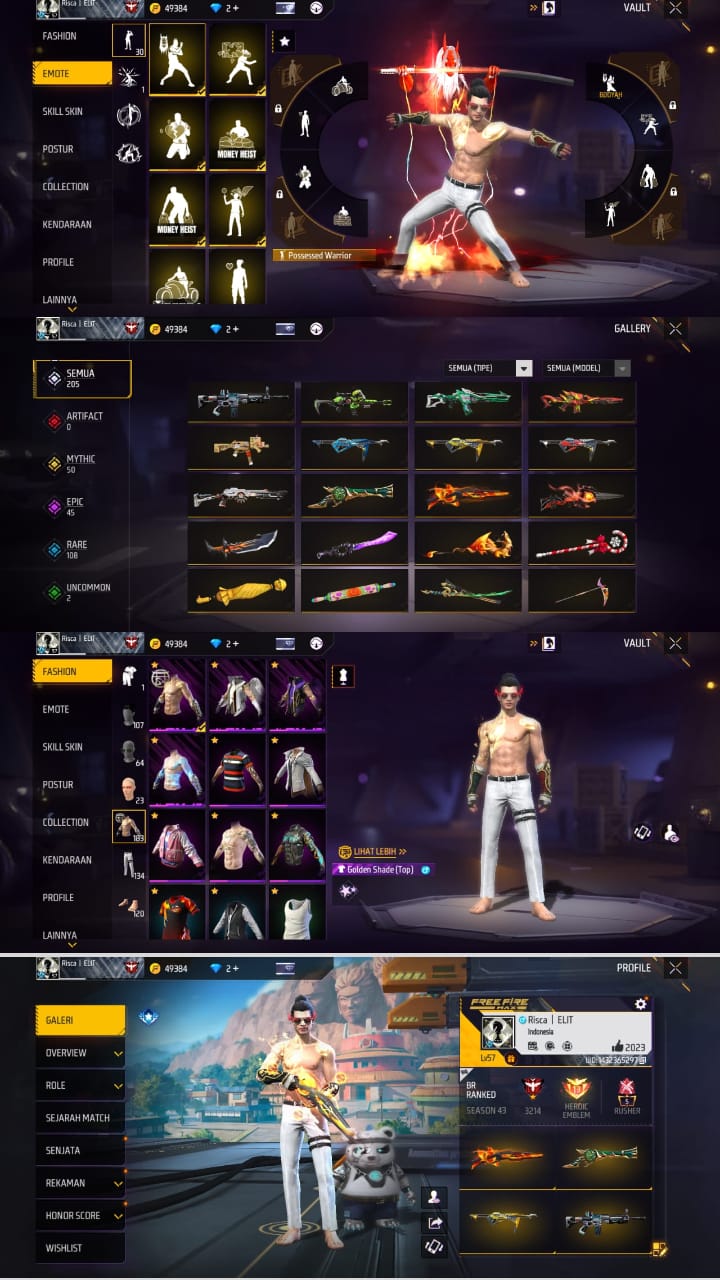 Risca | ELIT
49384
2 +
VAULT
FASHION
EMOTE
SKILL SKIN
POSTUR
COLLECTION
KENDARAAN
PROFILE
LAINNYA
30
1
MONEY HEIST
MONEY HEIST
BOOYAH
Possessed Warrior
Risca | ELIT
49384
2 +
GALLERY
SEMUA
205
ARTIFACT
0
MYTHIC
50
EPIC
45
RARE
108
UNCOMMON
2
SEMUA (TIPE)
SEMUA (MODEL)
Risca | ELIT
49384
2 +
VAULT
FASHION
EMOTE
SKILL SKIN
POSTUR
COLLECTION
KENDARAAN
PROFILE
LAINNYA
1
107
64
23
183
134
120
LIHAT LEBIH >>
Golden Shade (Top)
Risca | ELIT
49384
2 +
PROFILE
GALERI
OVERVIEW
ROLE
SEJARAH MATCH
SENJATA
REKAMAN
HONOR SCORE
WISHLIST
FREE FIRE
MAX
Risca | ELIT
Indonesia
2023
Lv57
UID:1432365297
BR
RANKED
SEASON 43
3214
HEROIC
EMBLEM
RUSHER